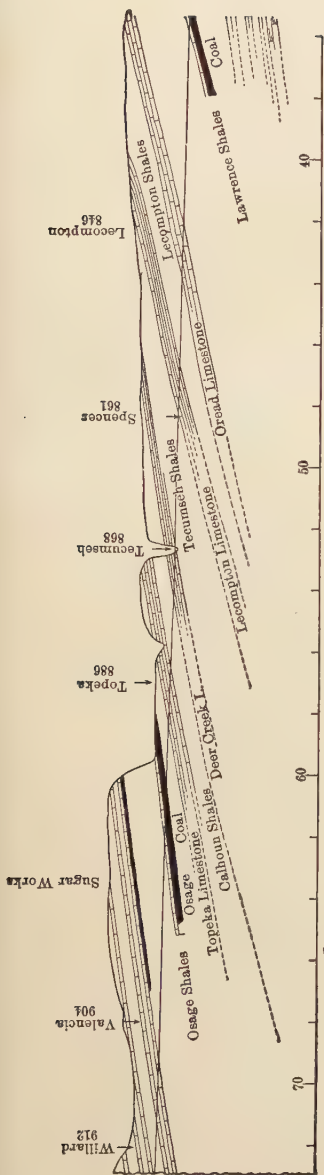 Willard
912
Valencia
904
Sugar Works
Topeka
886
Tecumseh
868
Spencer
861
Lecompton
846
Lecompton Shales
Coal
Lawrence Shales
Oread Limestone
Tecumseh Shales
Lecompton Limestone
Deer Creek L.
Calhoun Shales
Topeka Limestone
Osage Coal
Osage Shales
70
60
50
40